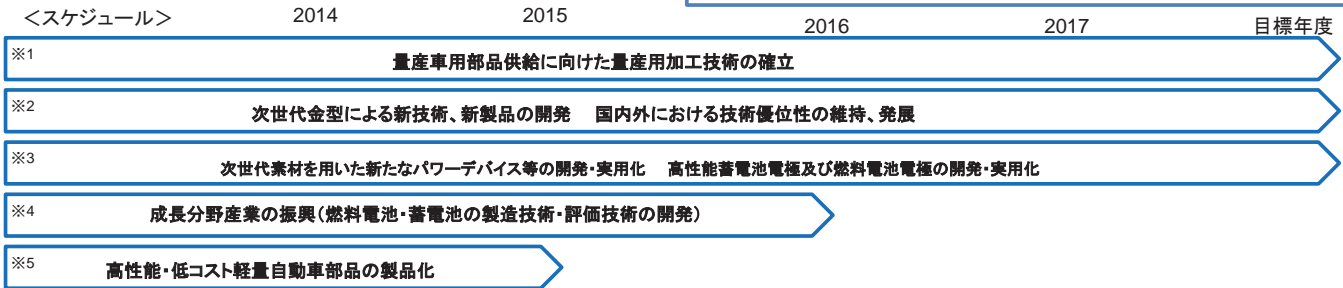 ＜スケジュール＞ 2014 2015 2016 2017 目標年度
※1 量産車用部品供給に向けた量産用加工技術の確立
※2 次世代金型による新技術、新製品の開発 国内外における技術優位性の維持、発展
※3 次世代素材を用いた新たなパワーデバイス等の開発・実用化 高性能蓄電池電極及び燃料電池電極の開発・実用化
※4 成長分野産業の振興（燃料電池・蓄電池の製造技術・評価技術の開発）
※5 高性能・低コスト軽量自動車部品の製品化